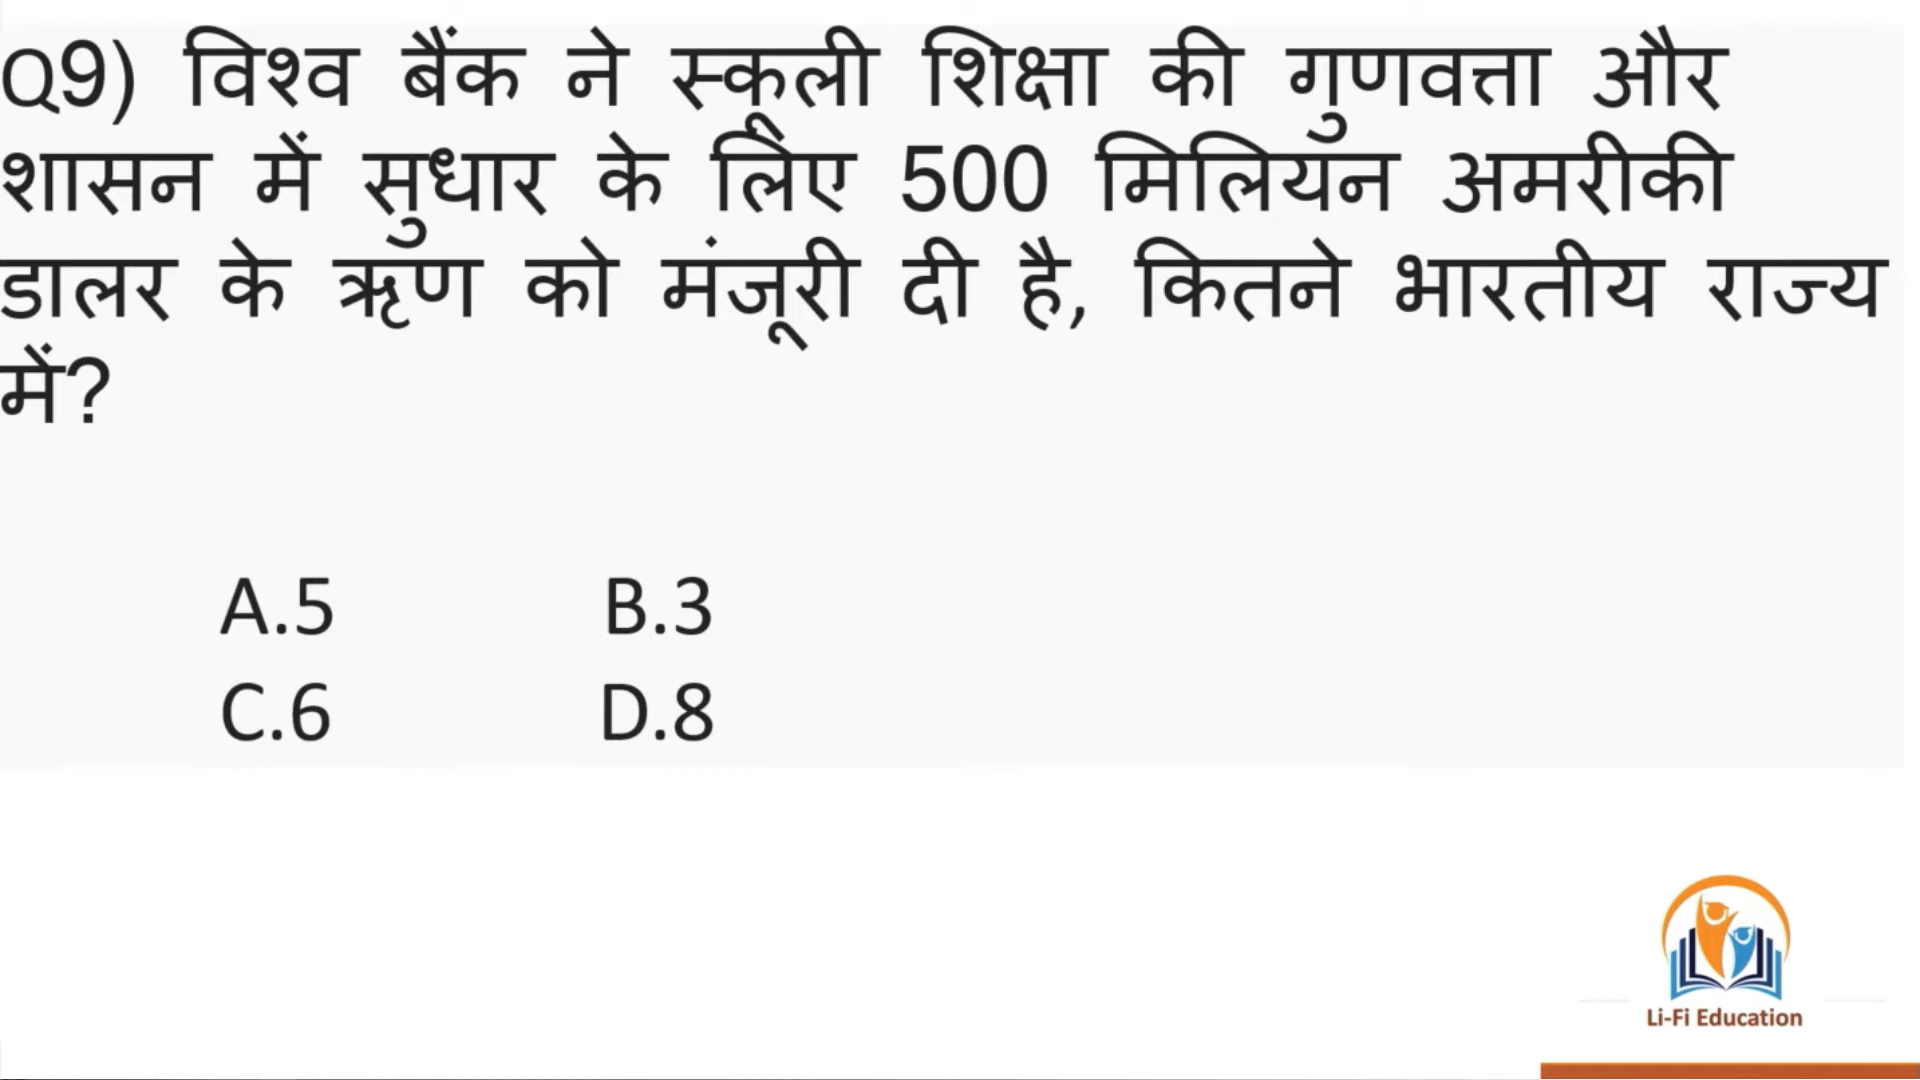 Q9) विश्व बैंक ने स्कूली शिक्षा की गुणवत्ता और
शासन में सुधार के लिए 500 मिलियन अमरीकी
डालर के ऋण को मंजूरी दी है, कितने भारतीय राज्य
में?
A.5 B.3
C.6 D.8
Li-Fi Education